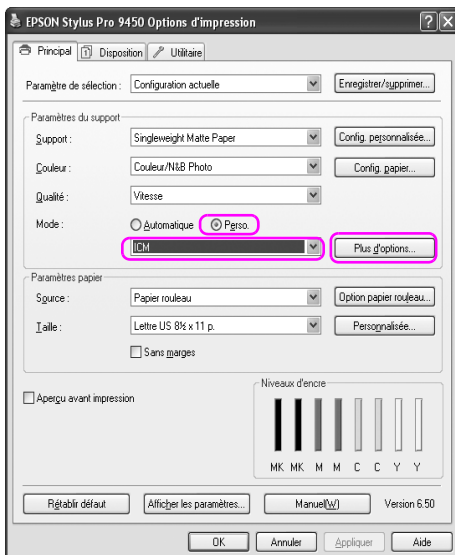 EPSON Stylus Pro 9450 Options d'impression
Principal Disposition Utilitaire
Paramètre de sélection : Configuration actuelle Enregistrer/supprimer...
Paramètres du support
Support : Singleweight Matte Paper Config. personnalisée...
Couleur : Couleur/N&B Photo Config. papier...
Qualité : Vitesse
Mode : Automatique Perso.
ICM Plus d'options...
Paramètres papier
Source : Papier rouleau Option papier rouleau...
Taille : Lettre US 8½ x 11 p. Personnalisée...
Sans marges
Aperçu avant impression
Niveaux d'encre
MK MK M M C C Y Y
Rétablir défaut Afficher les paramètres... Manuel(W) Version 6.50
OK Annuler Appliquer Aide